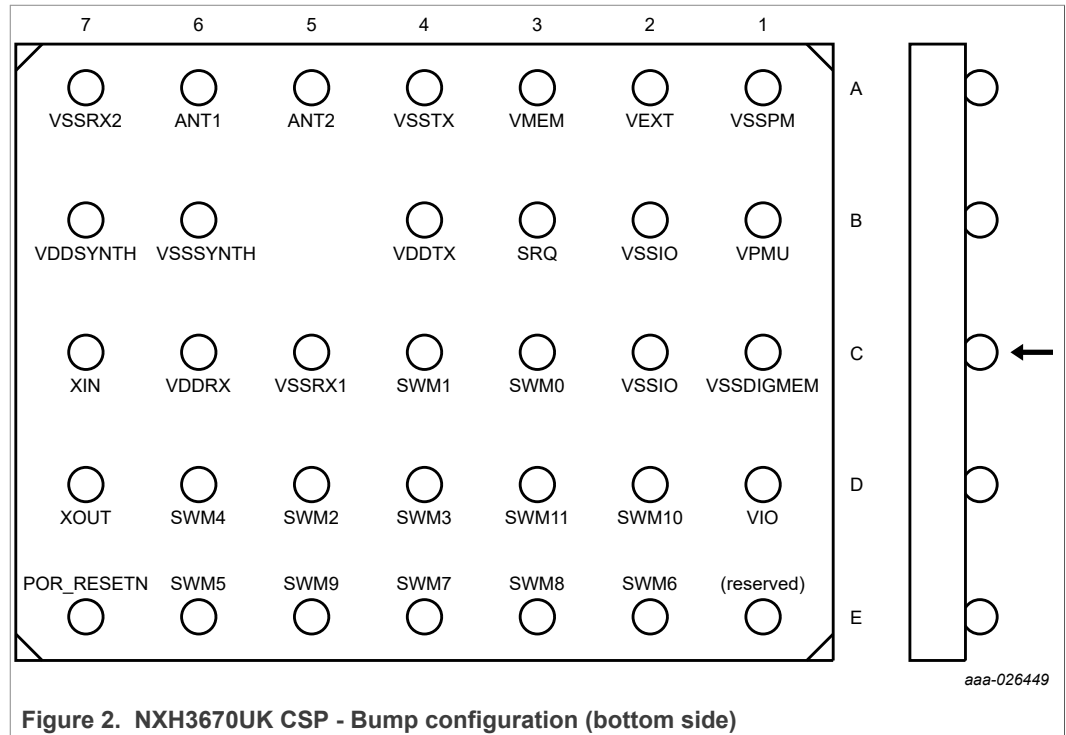 7 6 5 4 3 2 1
A
VSSRX2 ANT1 ANT2 VSSTX VMEM VEXT VSSPM
B
VDDSYNTH VSSSYNTH VDDTX SRQ VSSIO VPMU
C
XIN VDDRX VSSRX1 SWM1 SWM0 VSSIO VSSDIGMEM
D
XOUT SWM4 SWM2 SWM3 SWM11 SWM10 VIO
POR_RESETN SWM5 SWM9 SWM7 SWM8 SWM6 (reserved)
E
aaa-026449
Figure 2. NXH3670UK CSP - Bump configuration (bottom side)